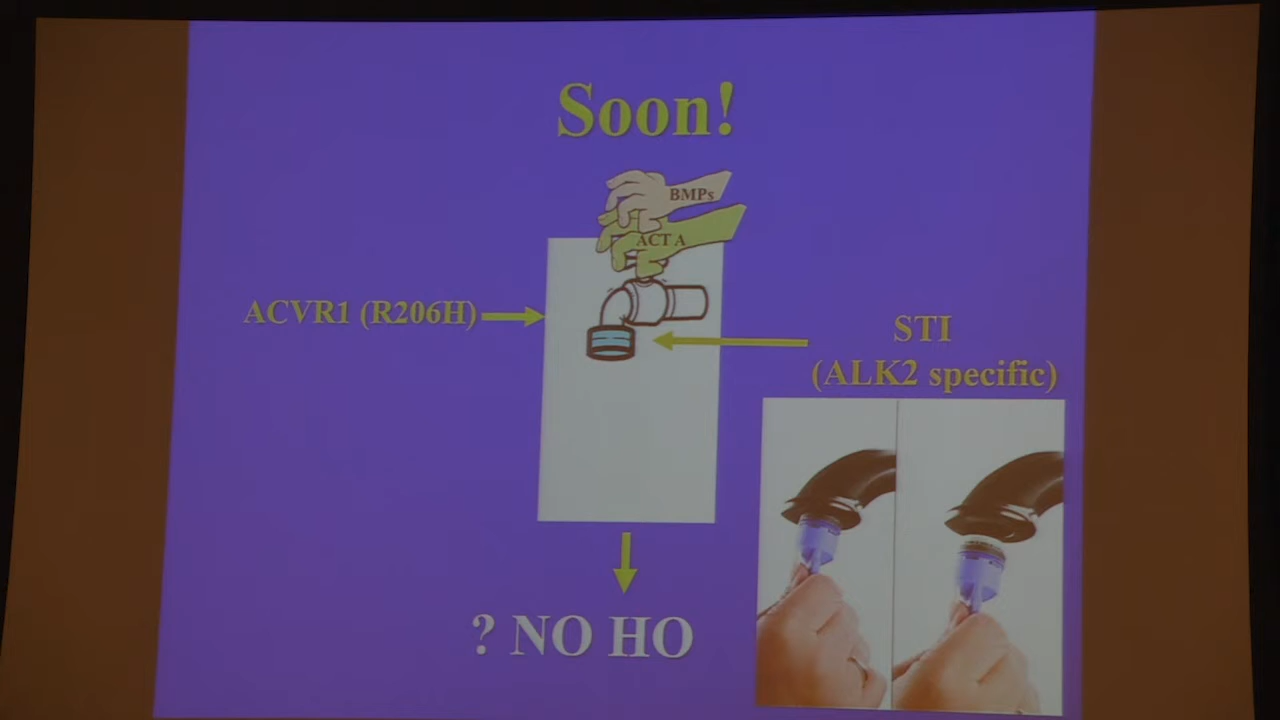 Soon!
BMPs
ACT A
ACVR1 (R206H)
STI
(ALK2 specific)
? NO HO